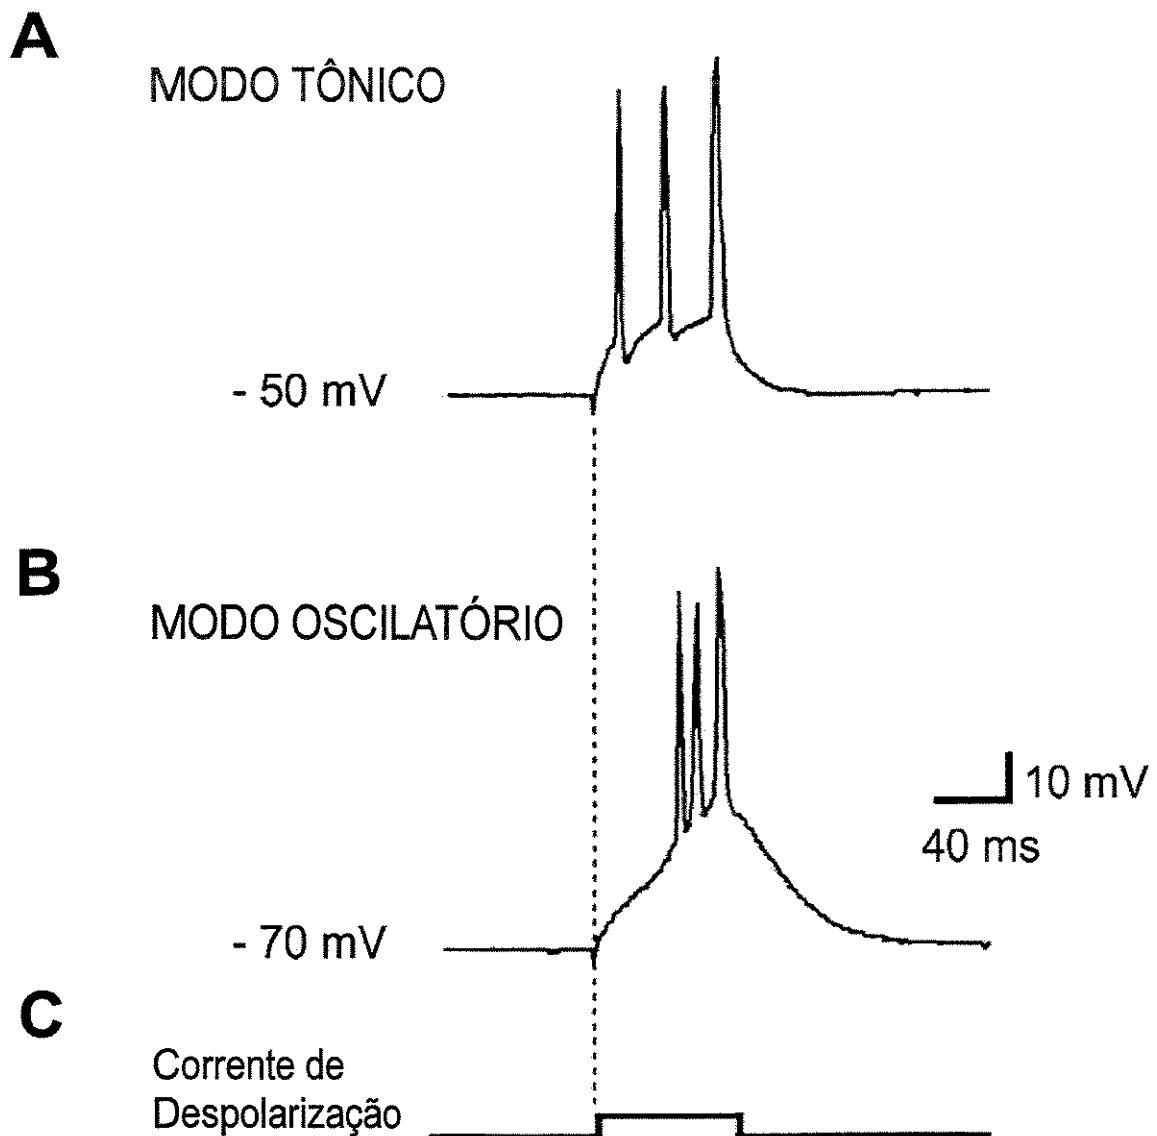 A
MODO TÔNICO
- 50 mV
B
MODO OSCILATÓRIO
10 mV
40 ms
- 70 mV
C
Corrente de
Despolarização